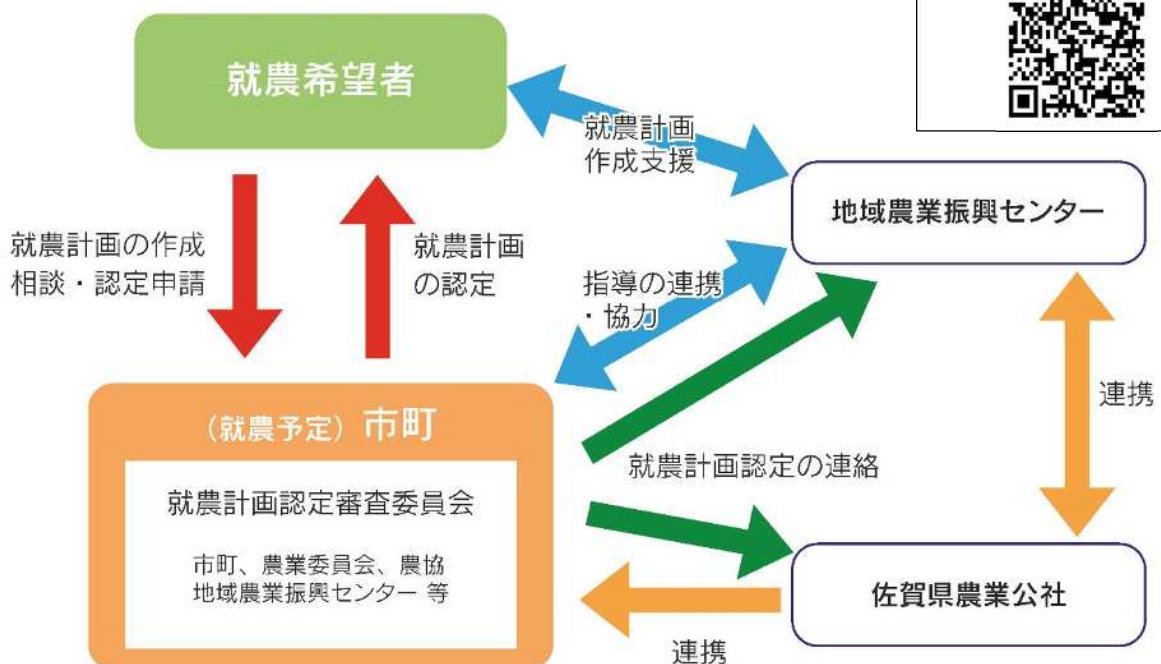 就農希望者
就農計画
作成支援
地域農業振興センター
就農計画の作成
相談・認定申請
就農計画
の認定
指導の連携
・協力
連携
（就農予定）市町
就農計画認定の連絡
就農計画認定審査委員会
市町、農業委員会、農協
地域農業振興センター 等
佐賀県農業公社
連携